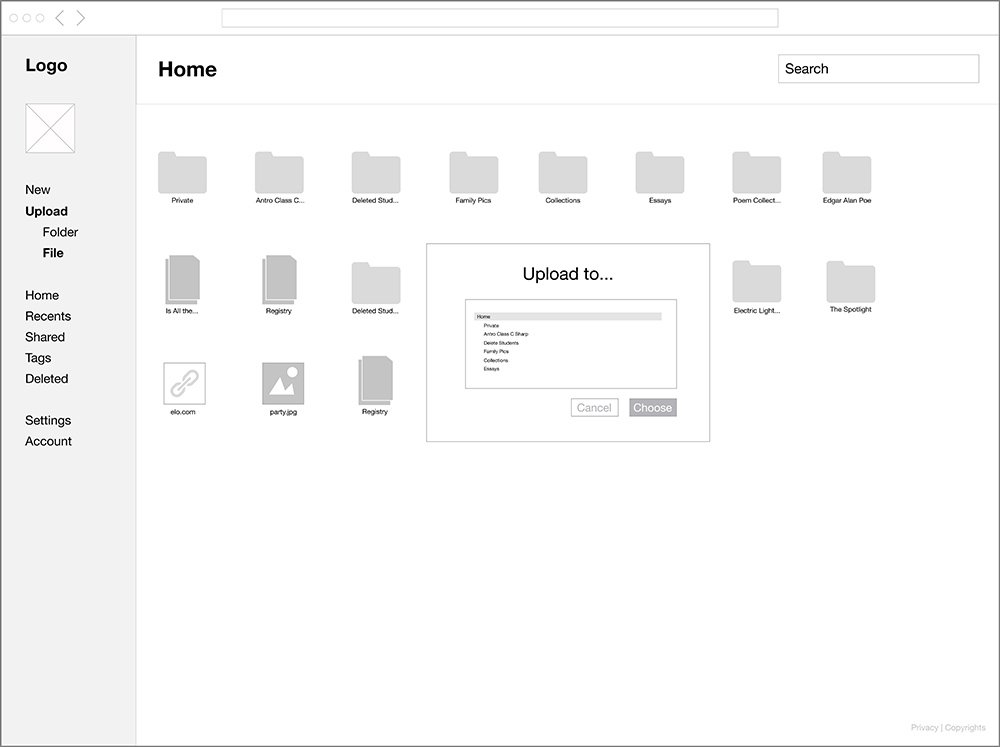 Logo
New
Upload
Folder
File
Home
Recents
Shared
Tags
Deleted
Settings
Account
Home
Search
Private
Antro Class C...
Deleted Stud...
Family Pics
Collections
Essays
Poem Collect...
Edgar Alan Poe
Is All the...
Registry
Deleted Stud...
Electric Light...
The Spotlight
elo.com
party.jpg
Registry
Upload to...
Home
Private
Antro Class C Sharp
Delete Students
Family Pics
Collections
Essays
Cancel
Choose
Privacy | Copyrights